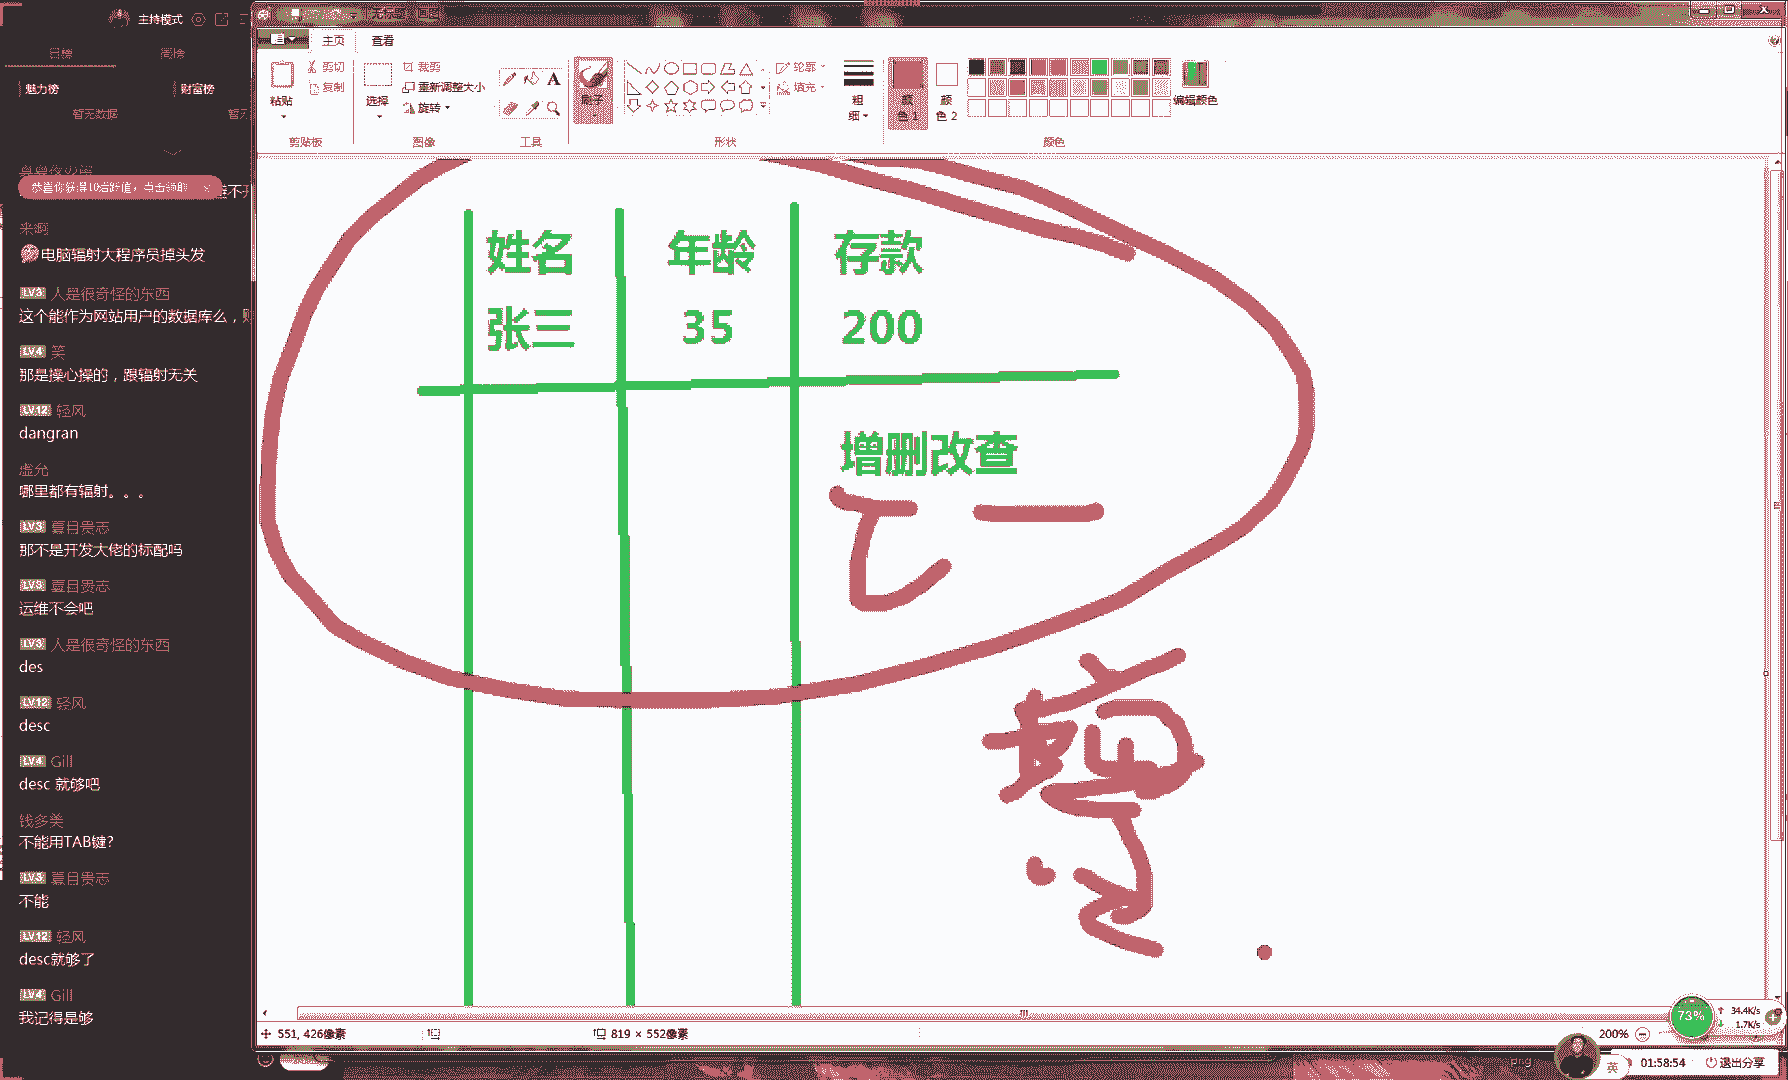 主持模式
日榜 周榜
魅力榜 财富榜
暂无数据 暂无
恭喜你获得10点经验值，点击领取 × 
来啊
电脑辐射大程序员掉头发
LV3 人是很奇怪的东西
这个能作为网站用户的数据库么，
LV4 笑
那是操心操的，跟辐射无关
LV12 轻风
dangran
虚允
哪里都有辐射。。。
LV3 夏目贵志
那不是开发大佬的标配吗
LV3 夏目贵志
运维不会吧
LV3 人是很奇怪的东西
des
LV12 轻风
desc
LV4 Gill
desc 就够吧
钱多美
不能用TAB键?
LV3 夏目贵志
不能
LV12 轻风
desc就够了
LV4 Gill
我记得是够
无标题 画图
主页 查看
粘贴 剪切 复制
选择 裁剪 重新调整大小 旋转
刷子
轮廓 填充
粗细
颜色 1 颜色 2
编辑颜色
剪贴板 图像 工具 形状 颜色
姓名 年龄 存款
张三 35 200
增删改查
551, 426像素 819 × 552像素 200%
73% 34.4K/s
1.7K/s
png 英 01:58:54 退出分享